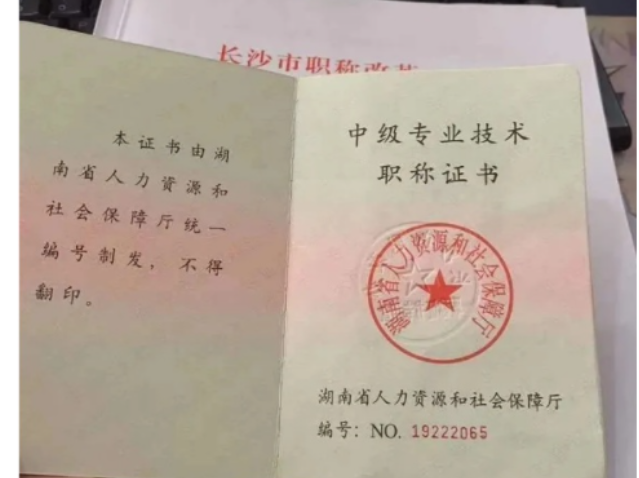 长沙市职称改革
本证书由湖
南省人力资源和
社会保障厅统一
编号制发，不得
翻印。
中级专业技术
职称证书
湖南省人力资源和社会保障厅
湖南省人力资源和社会保障厅
编号：NO. 19222065